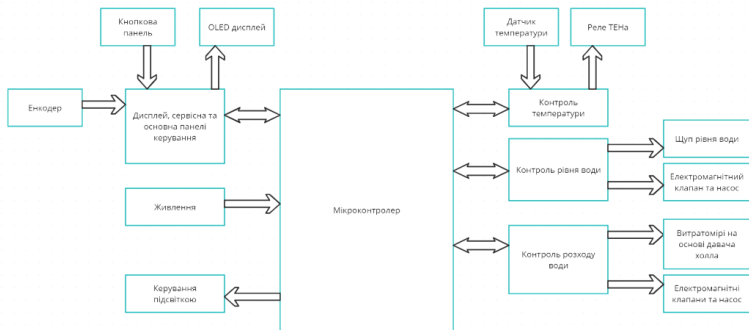 Кнопкова
панель
OLED дисплей
Датчик
температури
Реле ТЕНа
Енкодер
Дисплей, сервісна та
основна панелі
керування
Контроль
температури
Щуп рівня води
Контроль рівня води
Електромагнітний
клапан та насос
Живлення
Мікроконтролер
Витратомірі на
основі давача
холла
Контроль розходу
води
Керування
підсвіткою
Електромагнітні
клапани та насос